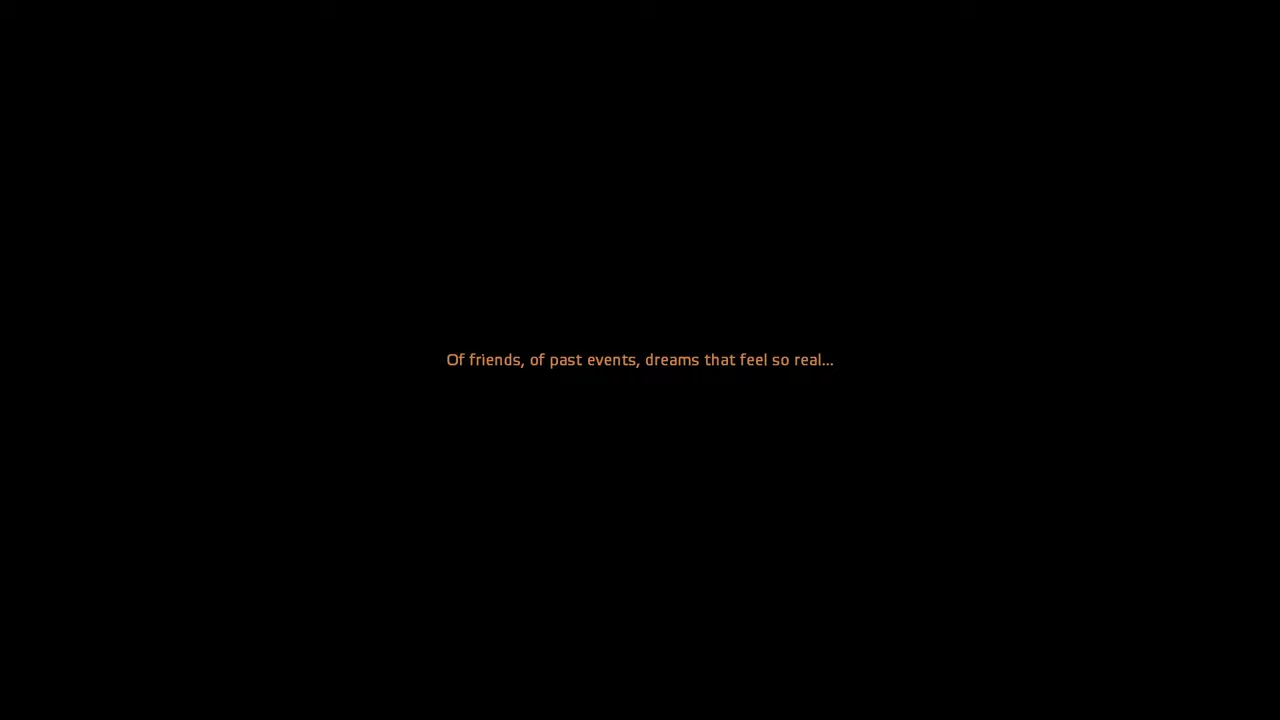 Of friends, of past events, dreams that feel so real...